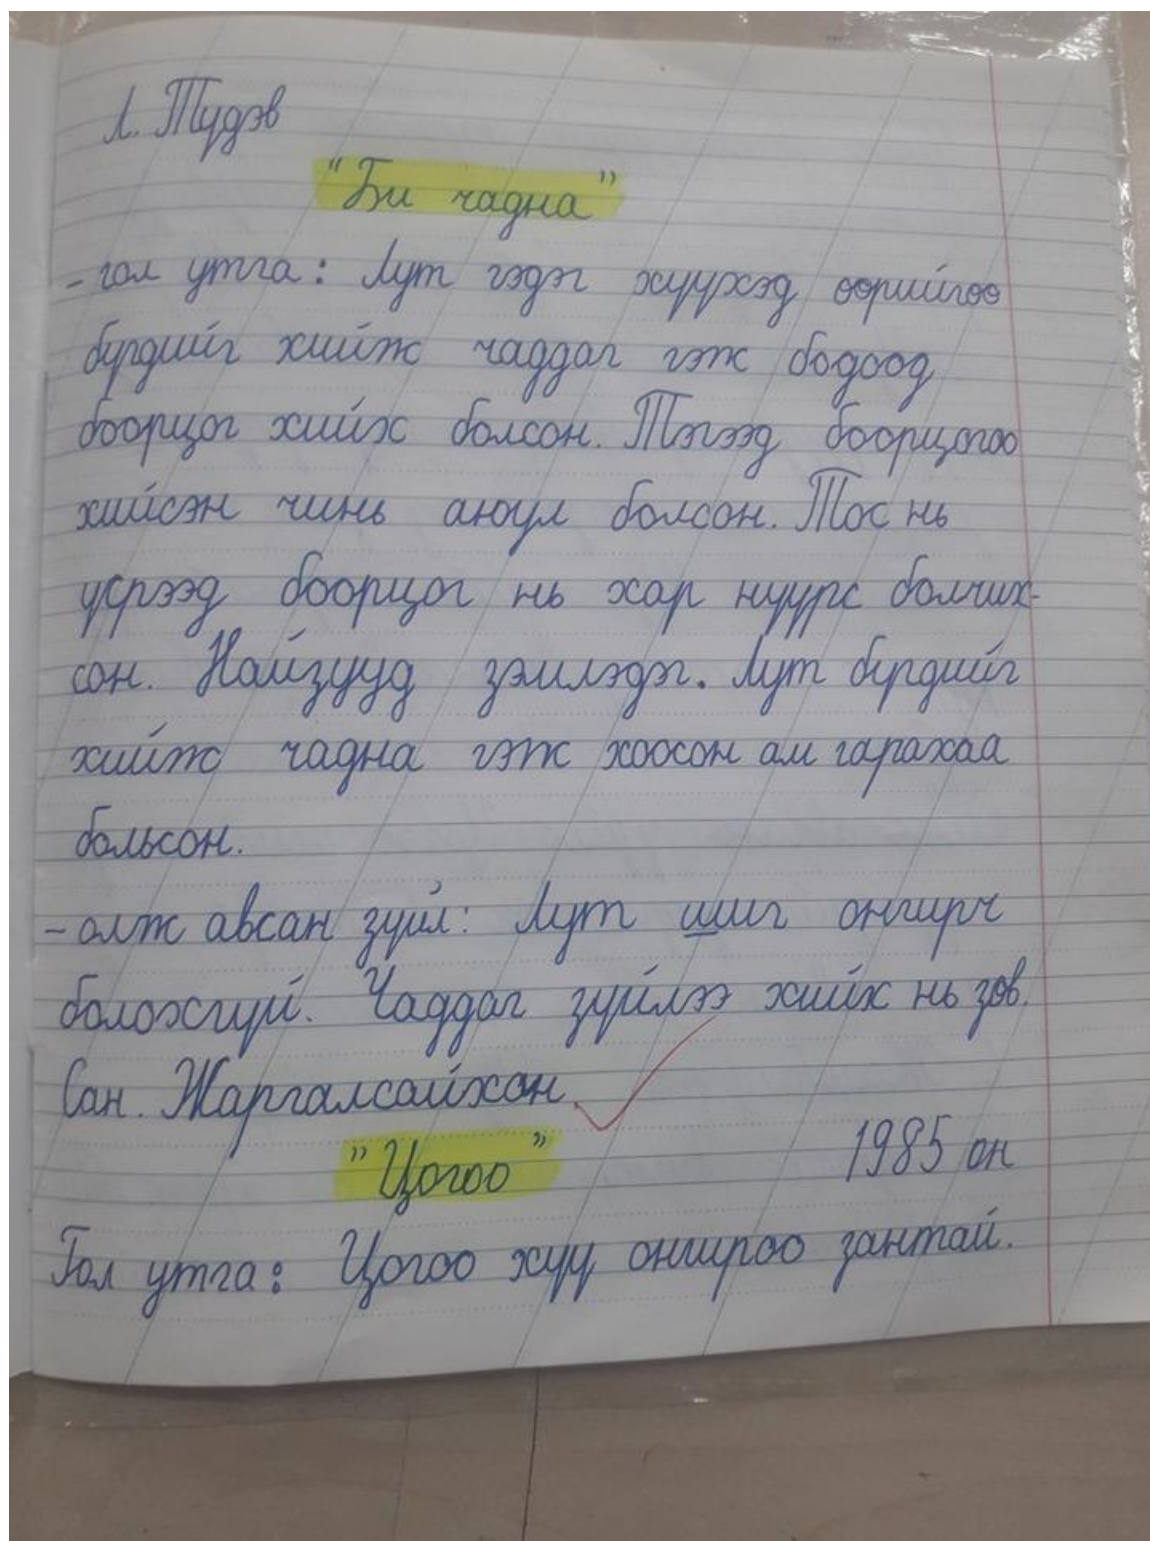 Л. Түдэв
"Би чадна"
- гол утга: Лут гэдэг хүүхэд өөрийгөө
бүгдийг хийж чаддаг гэж бодоод
боорцог хийх болсон. Тэгээд боорцогоо
хийсэн чинь аюул болсон. Тос нь
үсрээд боорцог нь хар нүүрс болчих-
сон. Найзууд зэмлэдэг. Лут бүгдийг
хийж чадна гэж хоосон ам гарахаа
больсон.
- олж авсан зүйл: Лут шиг онгирч
болохгүй. Чаддаг зүйлээ хийх нь зөв.
Сан. Жаргалсайхан.
"Цогоо" 1985 он
Гол утга: Цогоо хүү онгироо зантай.